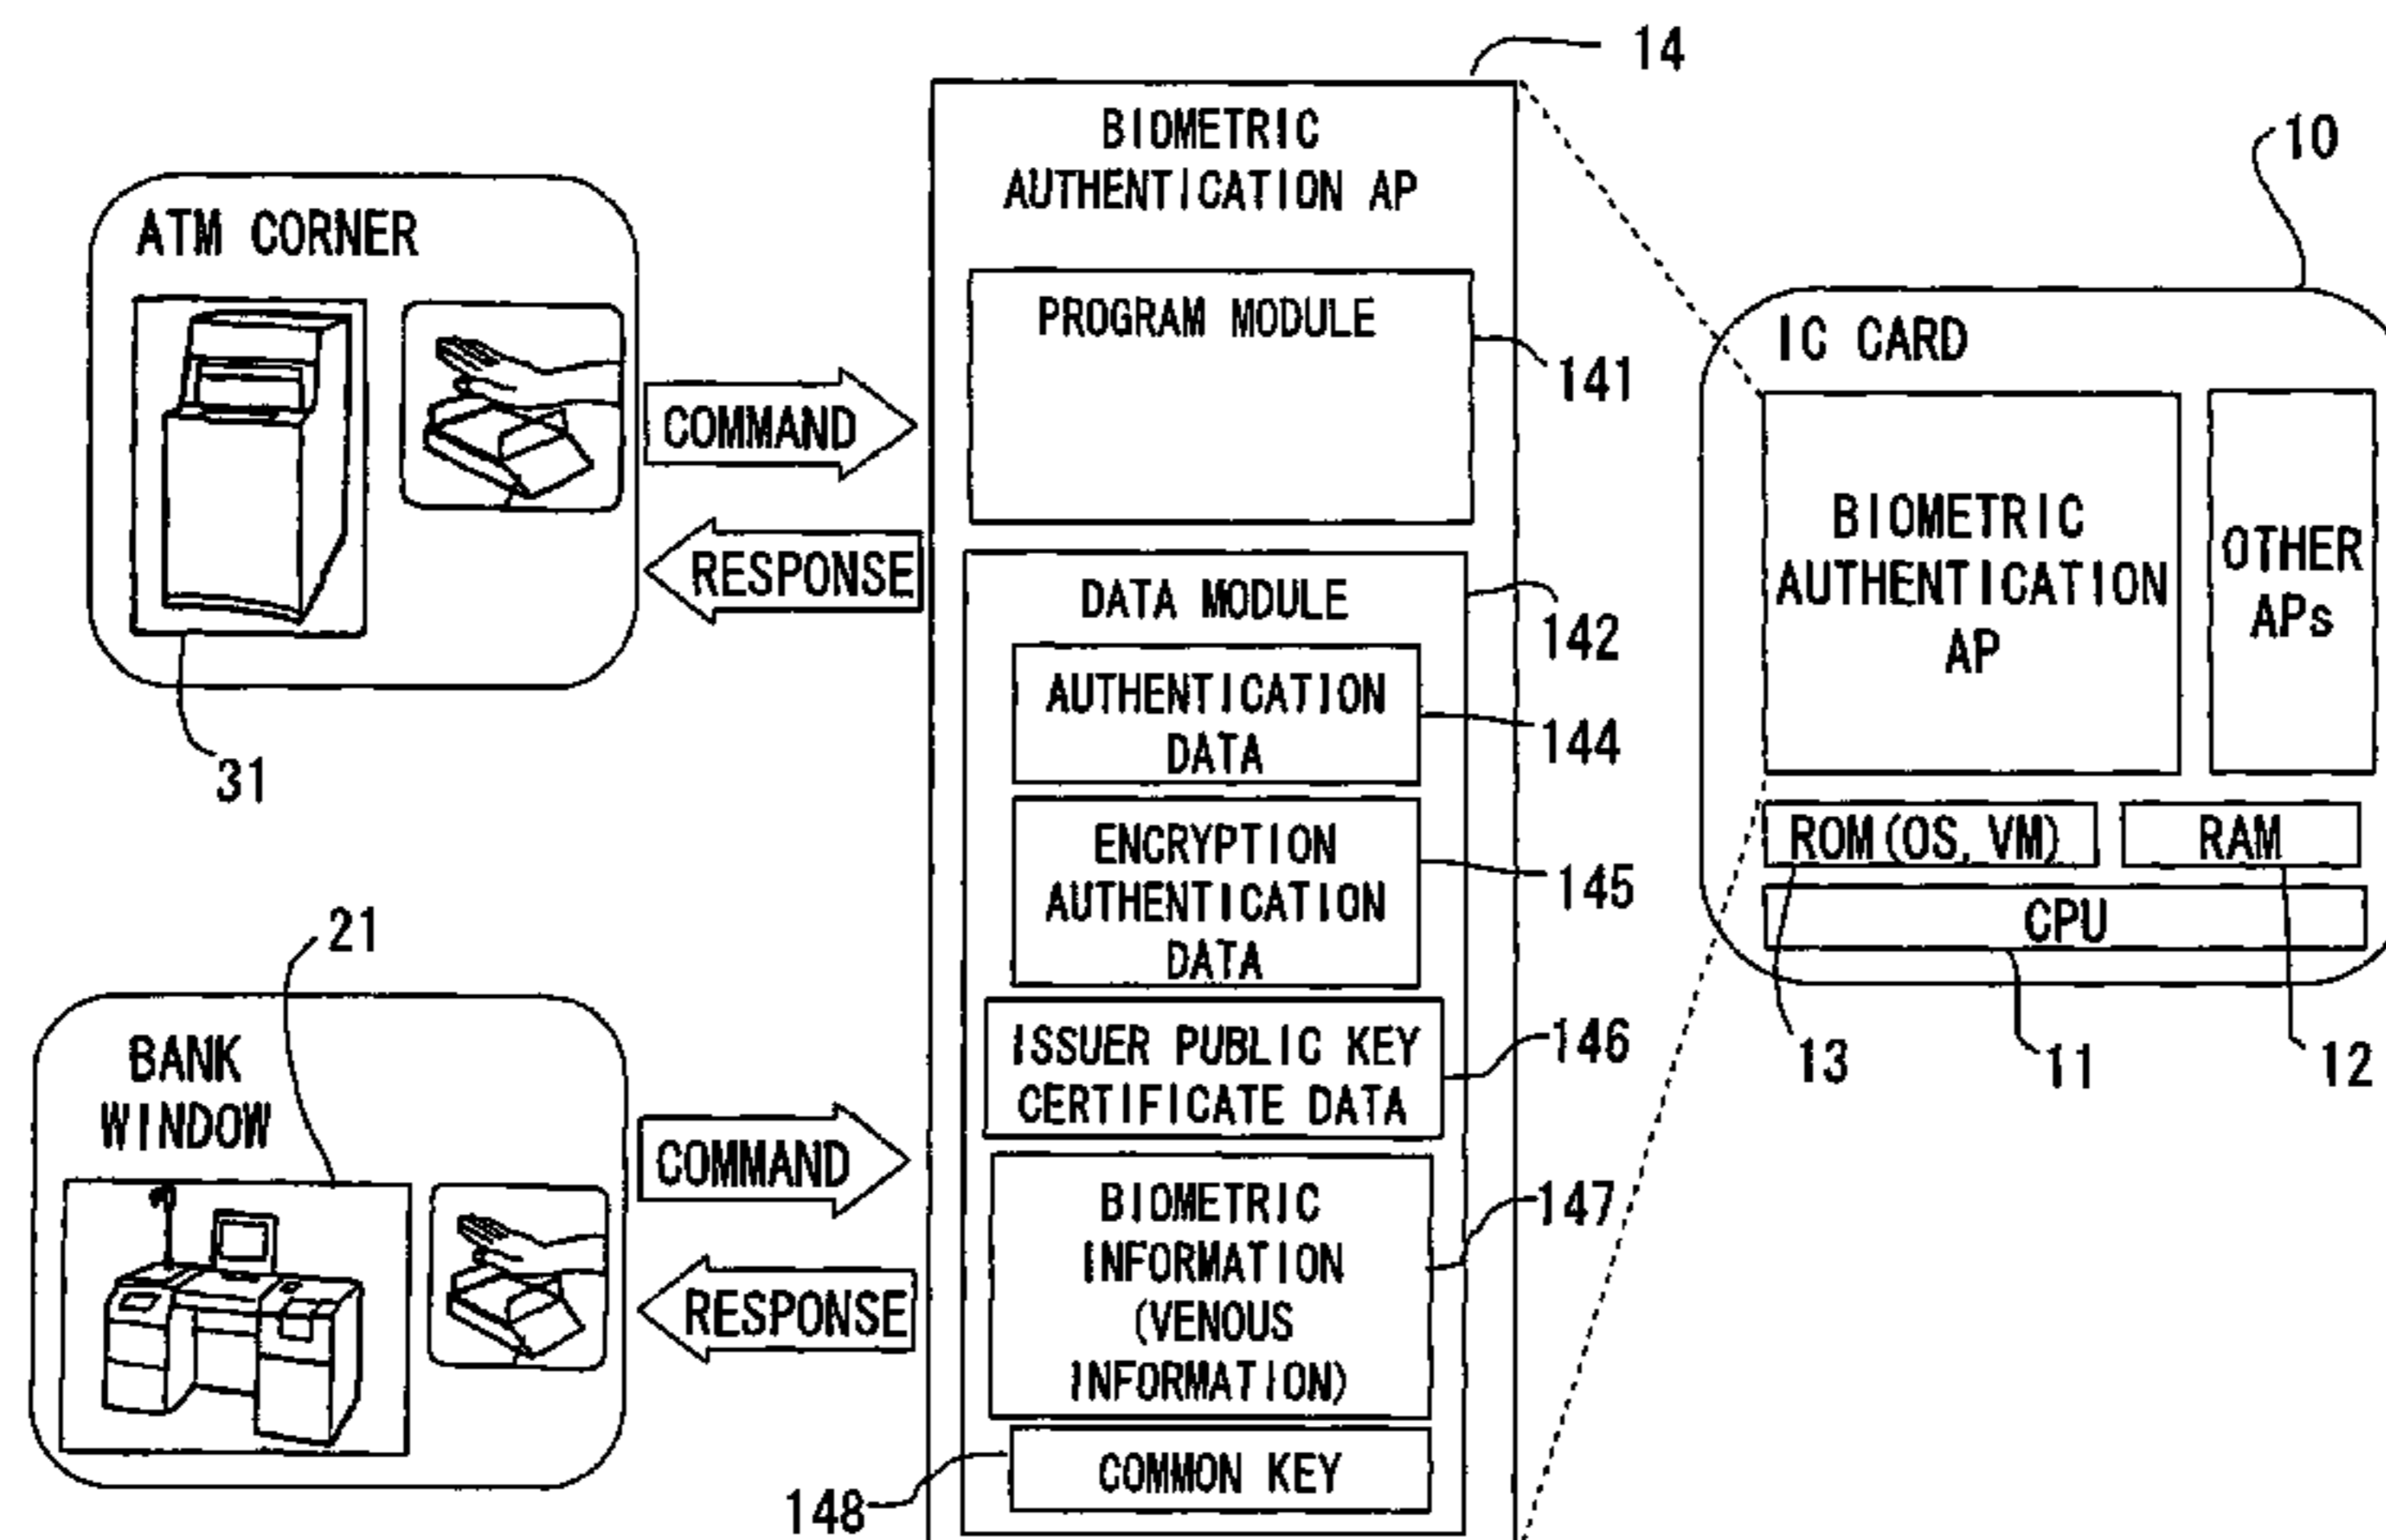 14
BIOMETRIC
AUTHENTICATION AP
10
ATM CORNER
PROGRAM MODULE
141
IC CARD
COMMAND
RESPONSE
31
DATA MODULE
142
AUTHENTICATION
DATA
144
ENCRYPTION
AUTHENTICATION
DATA
145
ISSUER PUBLIC KEY
CERTIFICATE DATA
146
BIOMETRIC
INFORMATION
(VENOUS
INFORMATION)
147
COMMON KEY
148
BIOMETRIC
AUTHENTICATION
AP
OTHER
APs
ROM(OS, VM)
RAM
CPU
13
11
12
21
BANK
WINDOW
COMMAND
RESPONSE